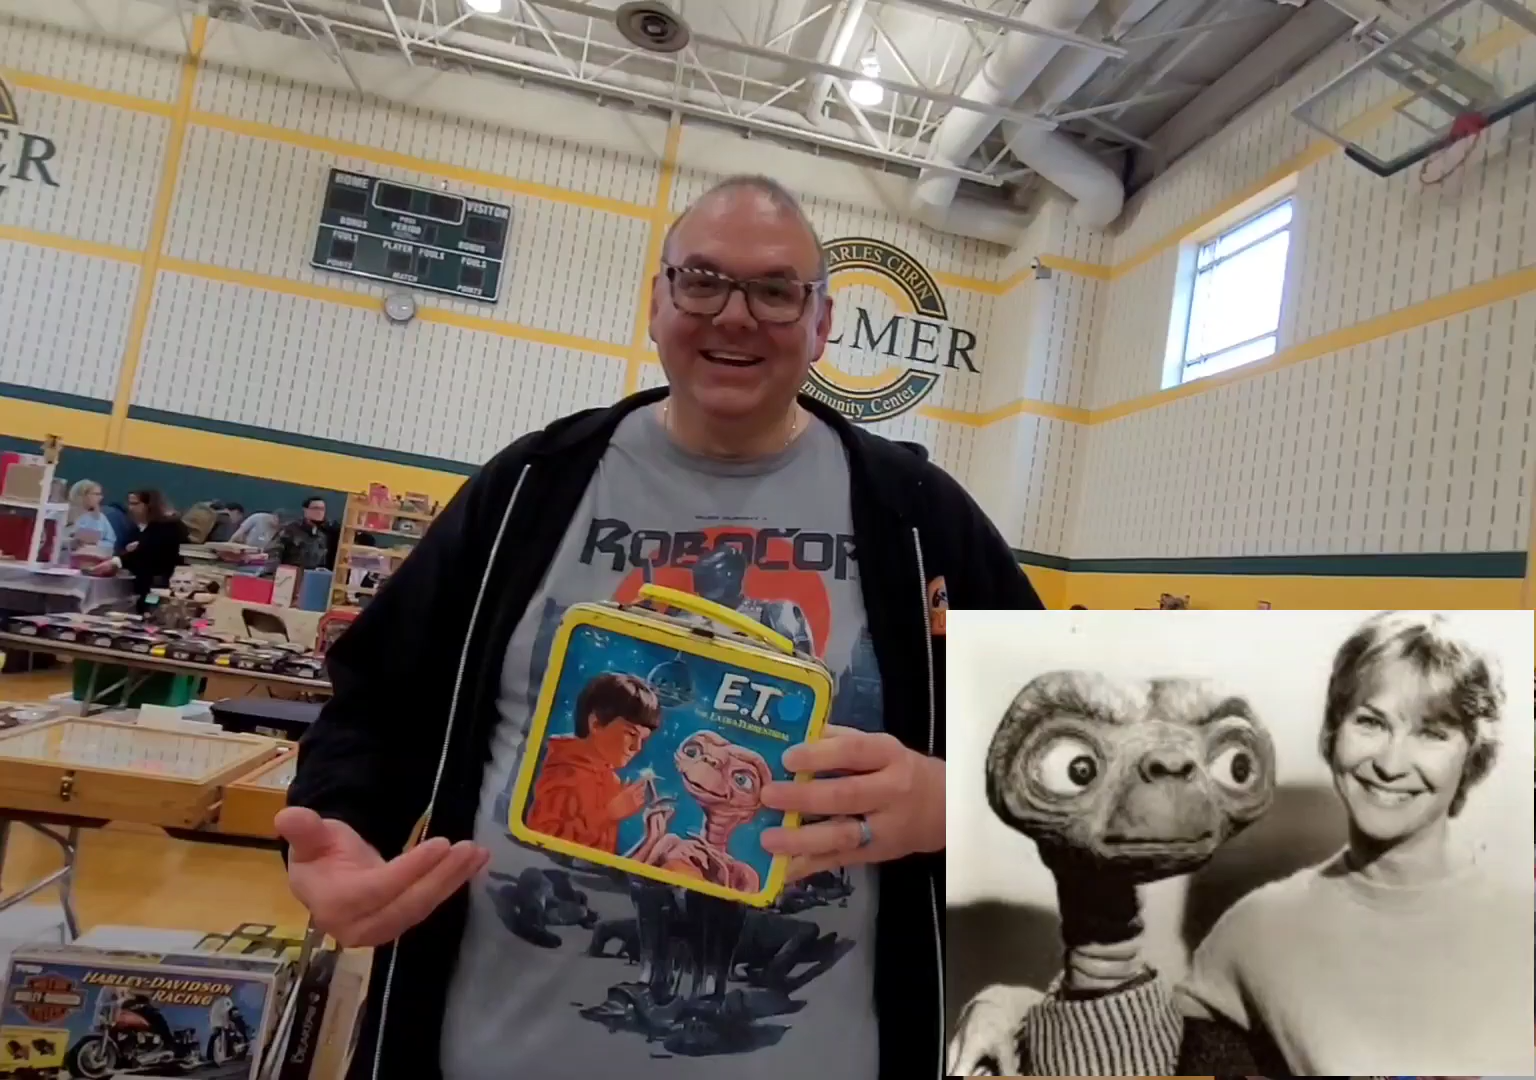 ER
HOME
VISITOR
PERIOD
BONUS
BONUS
FOULS
PLAYER FOULS
FOULS
POINTS
MATCH
POINTS
ARLES CHRIN
LMER
mmunity Center
ROBOCOP
E.T.
THE EXTRA-TERRESTRIAL
HARLEY-DAVIDSON
RACING